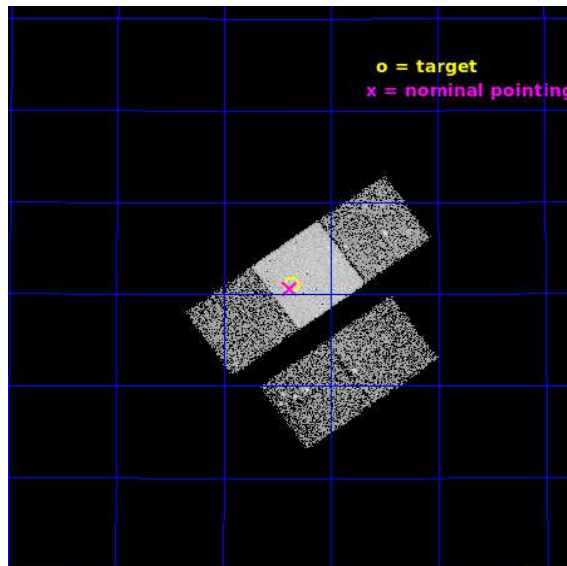 o = target
x = nominal pointing